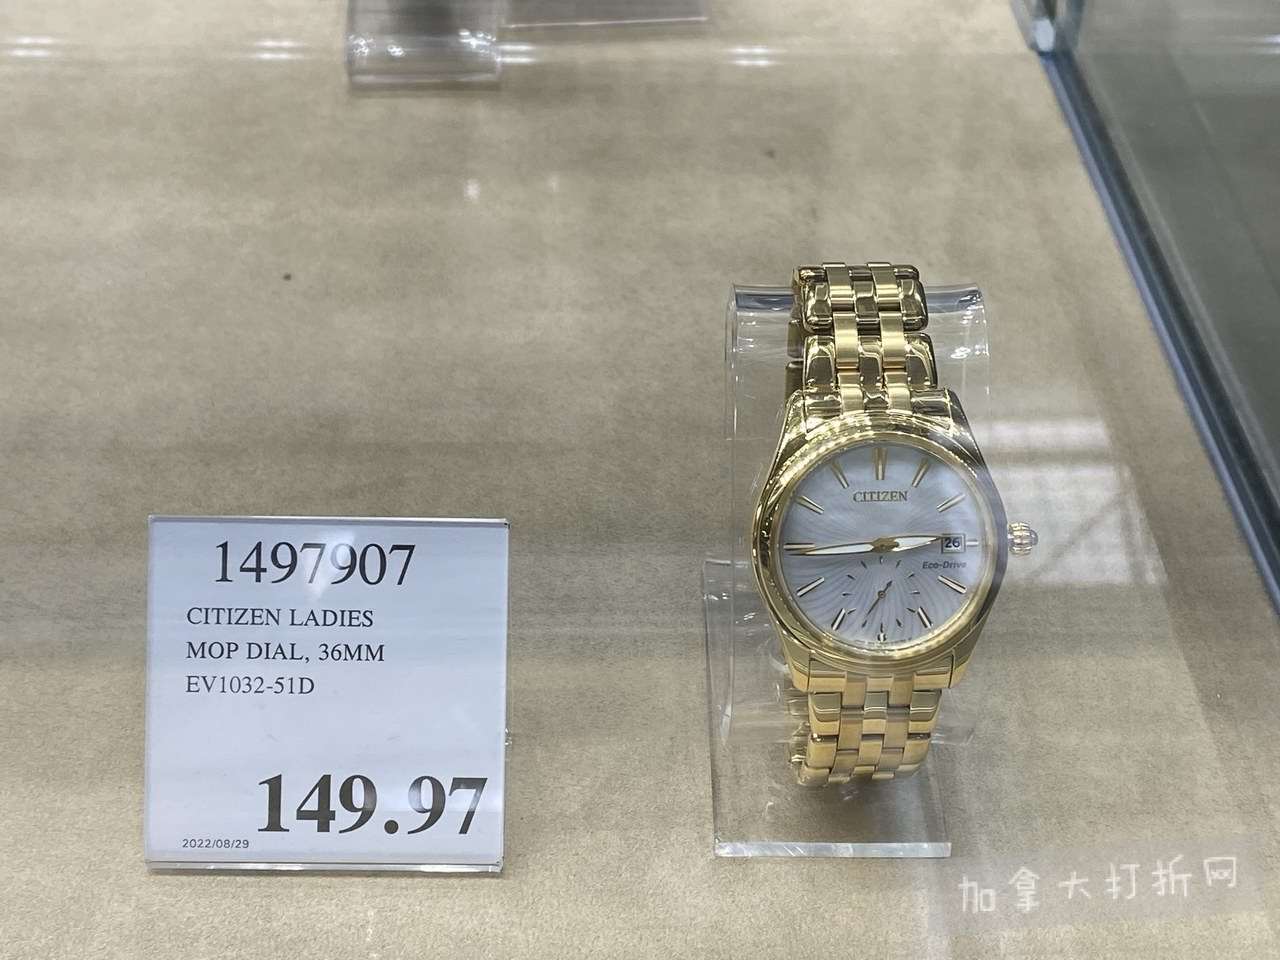 1497907
CITIZEN LADIES
MOP DIAL, 36MM
EV1032-51D
149.97
2022/08/29
CITIZEN
26
Eco-Drive
加拿大打折网